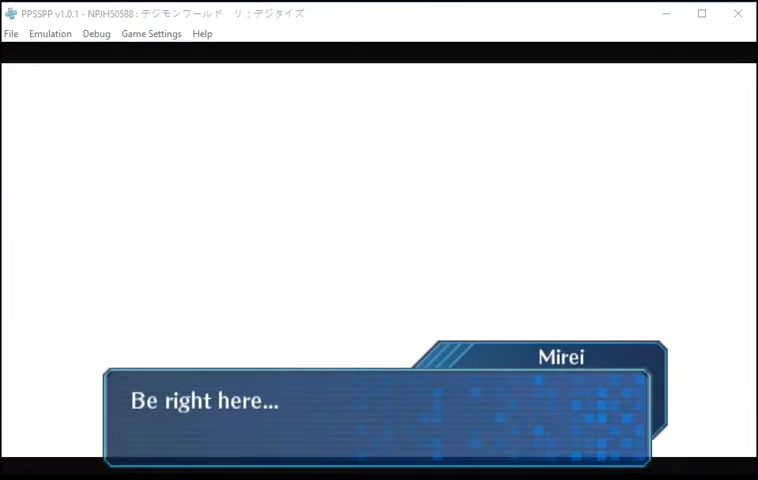 PPSSPP v1.0.1 - NPJH50588 : デジモンワールド リ：デジタイズ
File Emulation Debug Game Settings Help
Mirei
Be right here...